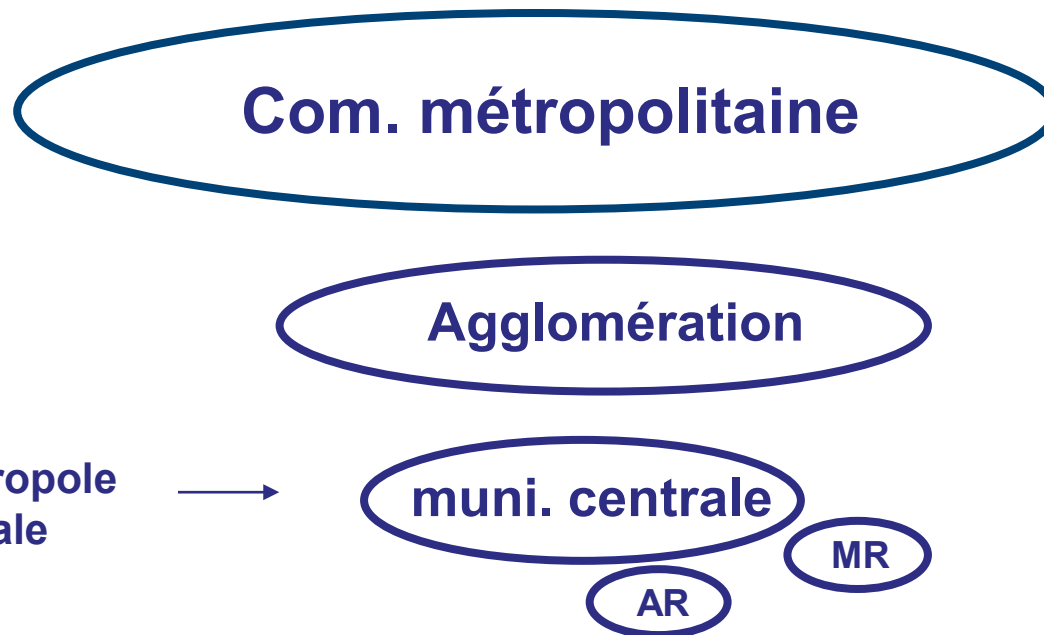 Com. métropolitaine
Agglomération
ropole
ale
muni. centrale
MR
AR